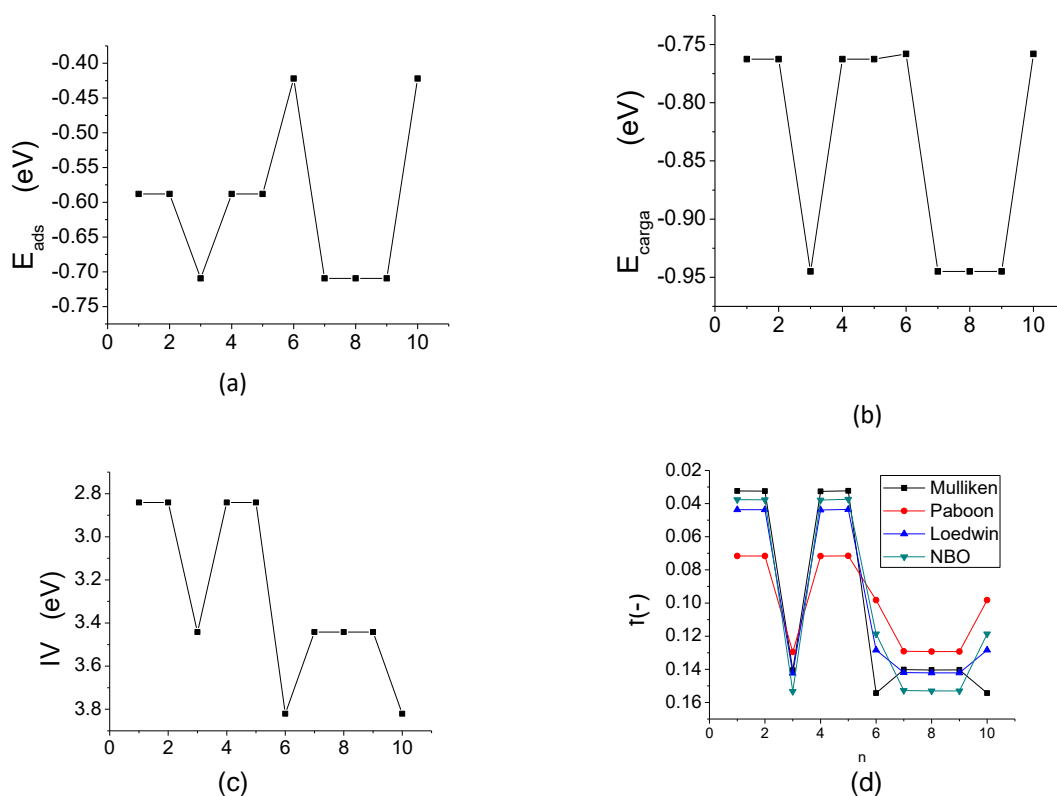 -0.40
-0.45
-0.50
-0.55
-0.60
-0.65
-0.70
-0.75
E_ads (eV)
0 2 4 6 8 10
(a)
-0.75
-0.80
-0.85
-0.90
-0.95
E_carga (eV)
0 2 4 6 8 10
(b)
2.8
3.0
3.2
3.4
3.6
3.8
IV (eV)
0 2 4 6 8 10
(c)
0.02
0.04
0.06
0.08
0.10
0.12
0.14
0.16
f(-)
Mulliken
Paboon
Loedwin
NBO
0 2 4 6 8 10
n
(d)